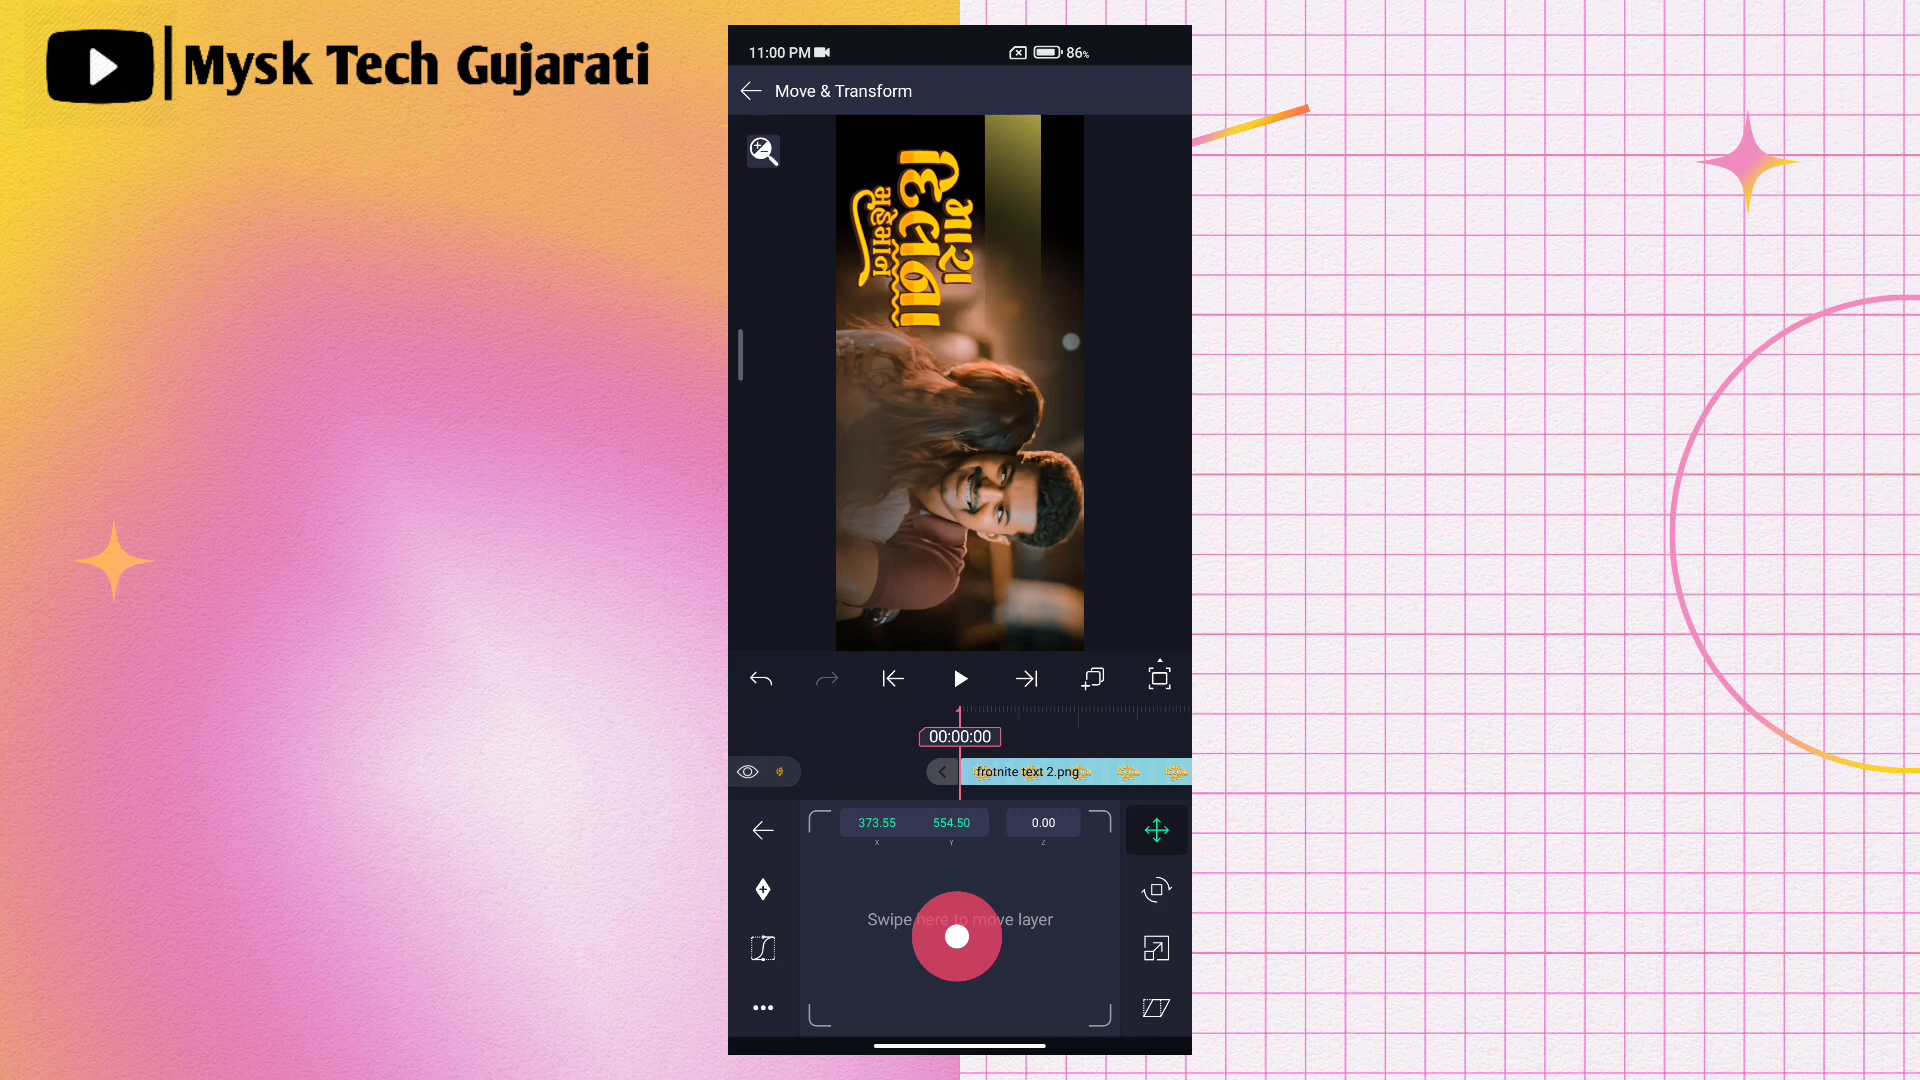 Mysk Tech Gujarati
11:00 PM
86%
Move & Transform
મારા
દિલના
મુહેમાન
00:00:00
frotnite text 2.png
373.55 554.50 0.00
X Y Z
Swipe here to move layer